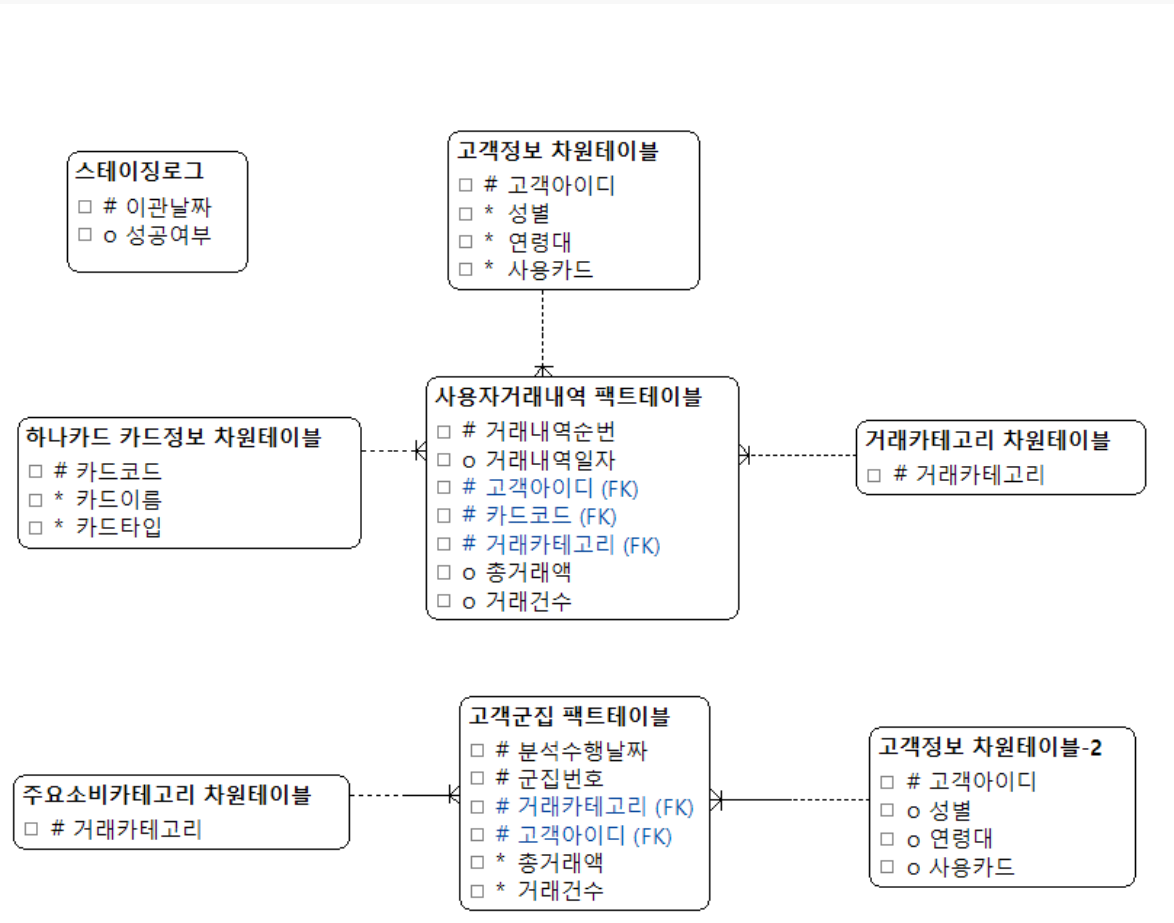 스테이징로그
# 이관날짜
o 성공여부
고객정보 차원테이블
# 고객아이디
* 성별
* 연령대
* 사용카드
하나카드 카드정보 차원테이블
# 카드코드
* 카드이름
* 카드타입
사용자거래내역 팩트테이블
# 거래내역순번
o 거래내역일자
# 고객아이디 (FK)
# 카드코드 (FK)
# 거래카테고리 (FK)
o 총거래액
o 거래건수
거래카테고리 차원테이블
# 거래카테고리
주요소비카테고리 차원테이블
# 거래카테고리
고객군집 팩트테이블
# 분석수행날짜
# 군집번호
# 거래카테고리 (FK)
# 고객아이디 (FK)
* 총거래액
* 거래건수
고객정보 차원테이블-2
# 고객아이디
o 성별
o 연령대
o 사용카드